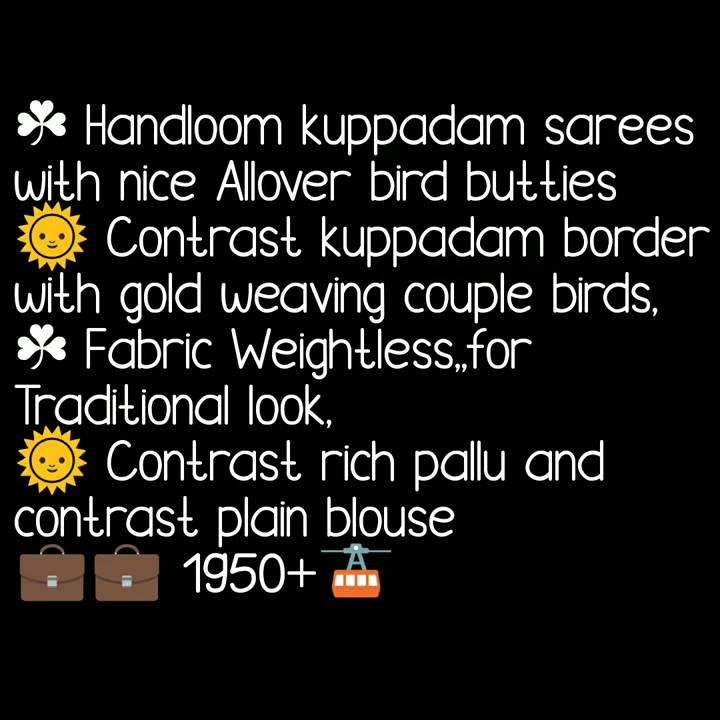 ☘ Handloom kuppadam sarees
with nice Allover bird butties
🌞 Contrast kuppadam border
with gold weaving couple birds,
☘ Fabric Weightless,,for
Traditional look,
🌞 Contrast rich pallu and
contrast plain blouse
💼💼 1950+🚠